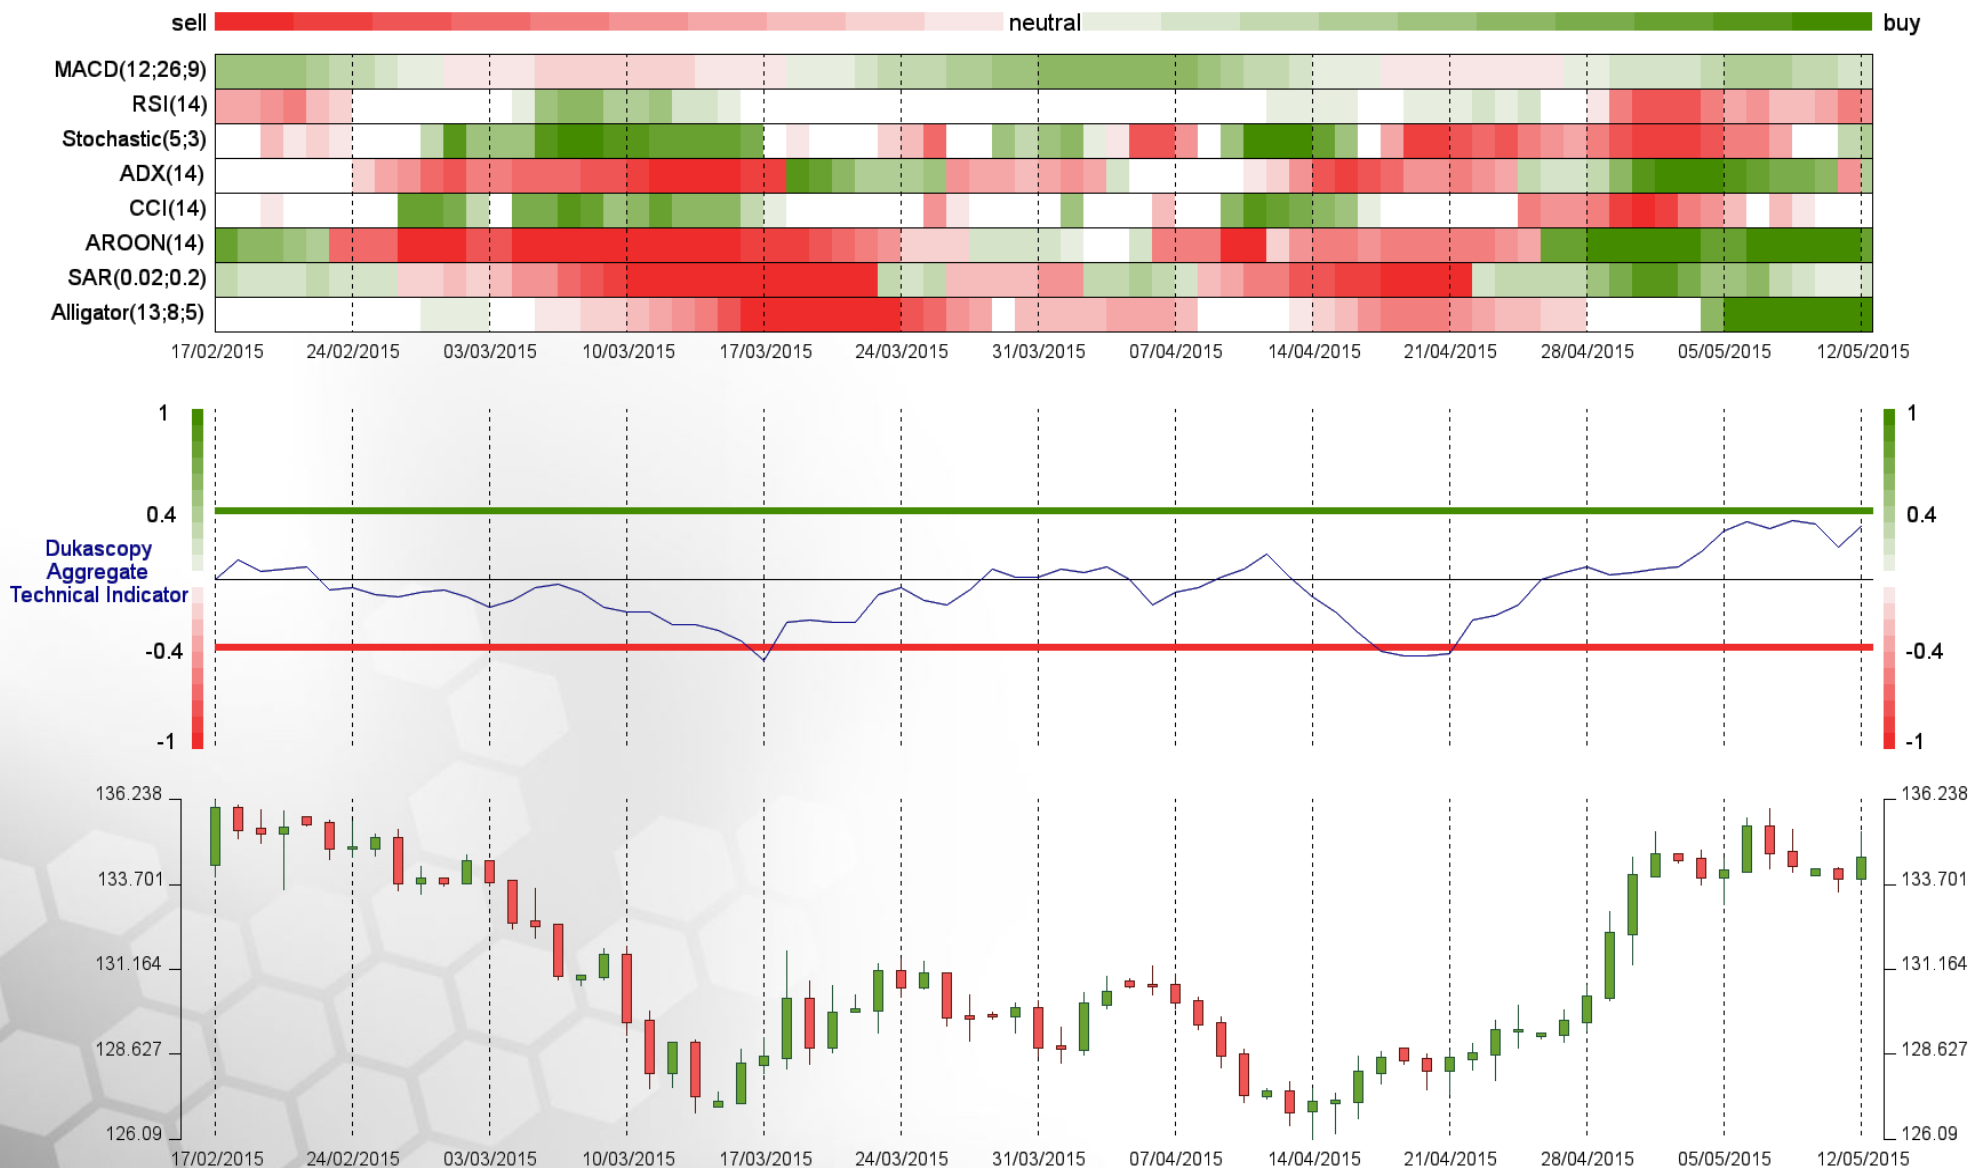 sell neutral buy
MACD(12;26;9)
RSI(14)
Stochastic(5;3)
ADX(14)
CCI(14)
AROON(14)
SAR(0.02;0.2)
Alligator(13;8;5)
17/02/2015 24/02/2015 03/03/2015 10/03/2015 17/03/2015 24/03/2015 31/03/2015 07/04/2015 14/04/2015 21/04/2015 28/04/2015 05/05/2015 12/05/2015
1 1
0.4 0.4
Dukascopy
Aggregate
Technical Indicator
-0.4 -0.4
-1 -1
136.238 136.238
133.701 133.701
131.164 131.164
128.627 128.627
126.09 126.09
17/02/2015 24/02/2015 03/03/2015 10/03/2015 17/03/2015 24/03/2015 31/03/2015 07/04/2015 14/04/2015 21/04/2015 28/04/2015 05/05/2015 12/05/2015